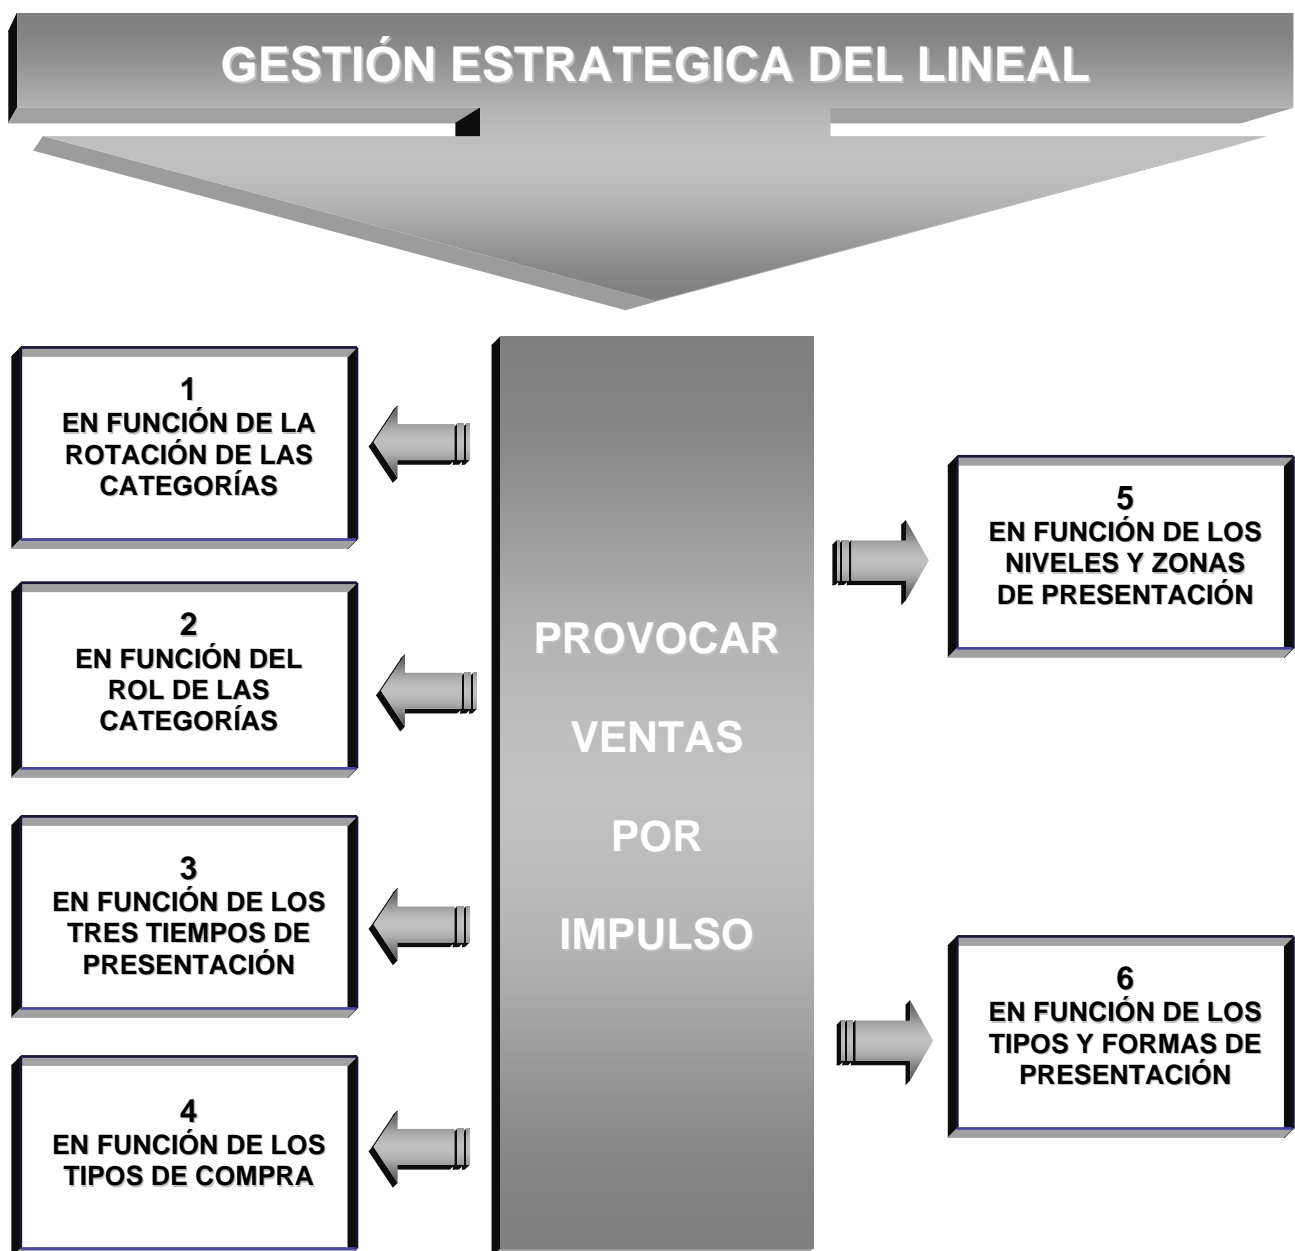 GESTIÓN ESTRATEGICA DEL LINEAL
1
EN FUNCIÓN DE LA
ROTACIÓN DE LAS
CATEGORÍAS
2
EN FUNCIÓN DEL
ROL DE LAS
CATEGORÍAS
3
EN FUNCIÓN DE LOS
TRES TIEMPOS DE
PRESENTACIÓN
4
EN FUNCIÓN DE LOS
TIPOS DE COMPRA
PROVOCAR
VENTAS
POR
IMPULSO
5
EN FUNCIÓN DE LOS
NIVELES Y ZONAS
DE PRESENTACIÓN
6
EN FUNCIÓN DE LOS
TIPOS Y FORMAS DE
PRESENTACIÓN